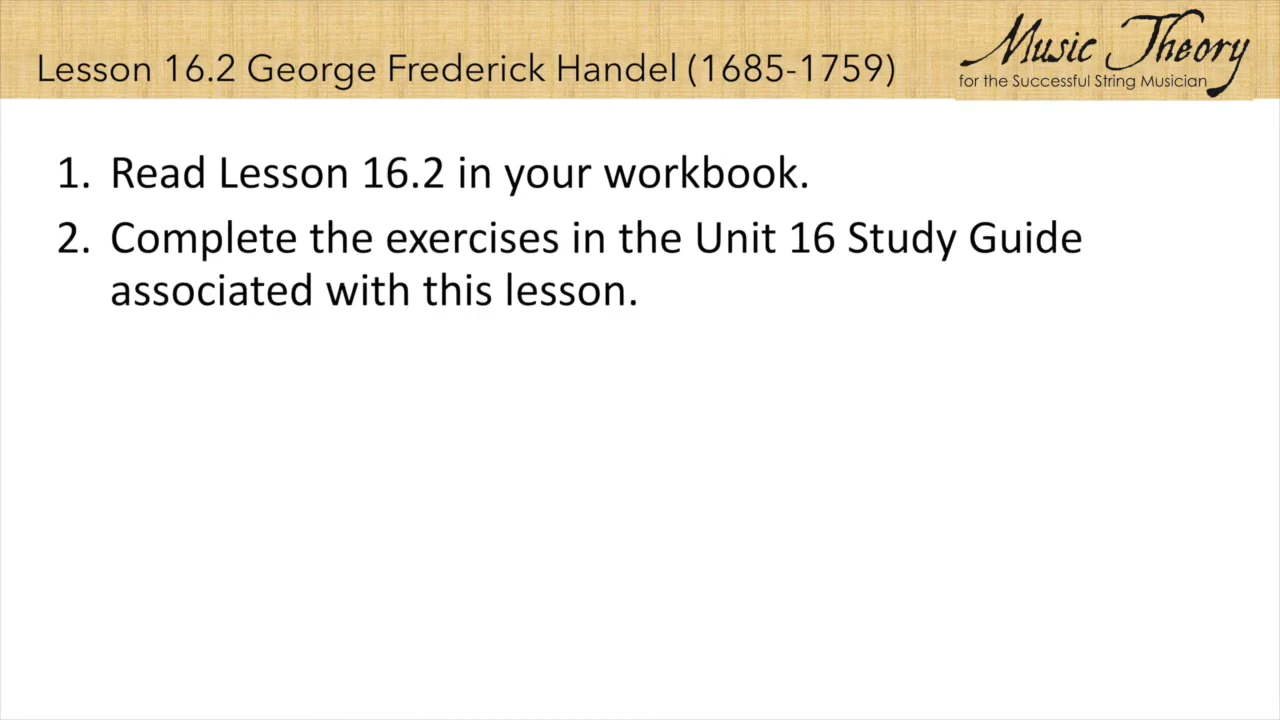 Lesson 16.2 George Frederick Handel (1685-1759)
Music Theory
for the Successful String Musician
1. Read Lesson 16.2 in your workbook.
2. Complete the exercises in the Unit 16 Study Guide
associated with this lesson.